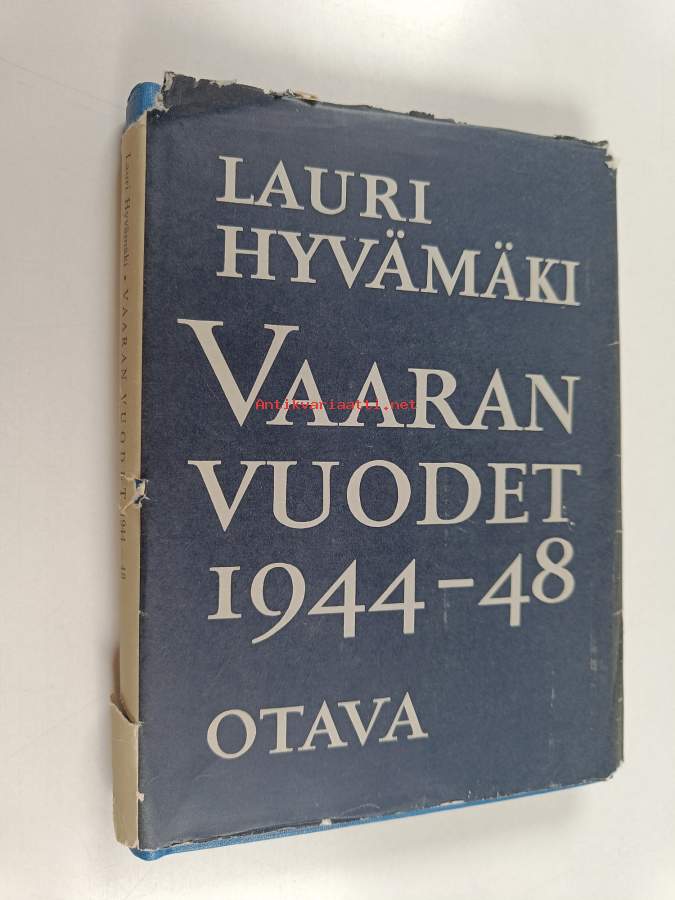 LAURI
HYVÄMÄKI
VAARAN
VUODET
1944–48
OTAVA
Lauri Hyvämäki • VAARAN VUODET 1944–48
Antikvariaatti.net